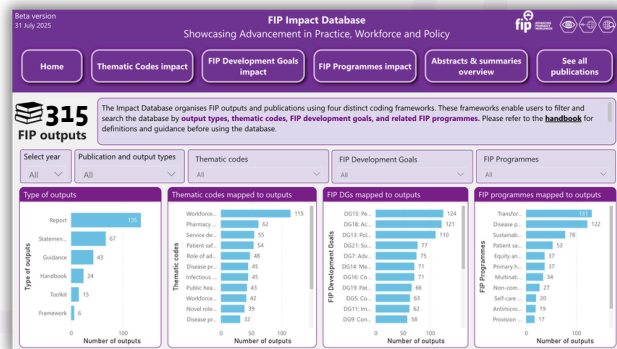 Beta version
31 July 2025
FIP Impact Database
Showcasing Advancement in Practice, Workforce and Policy
fip
ADVANCING
PHARMACY
WORLDWIDE
Home
Thematic Codes impact
FIP Development Goals
impact
FIP Programmes impact
Abstracts & summaries
overview
See all
publications
315
FIP outputs
The Impact Database organises FIP outputs and publications using four distinct coding frameworks. These frameworks enable users to filter and
search the database by output types, thematic codes, FIP development goals, and related FIP programmes. Please refer to the handbook for
definitions and guidance before using the database.
Select year
All
Publication and output types
All
Thematic codes
All
FIP Development Goals
All
FIP Programmes
All
Type of outputs
Type of outputs
Report 135
Statemen... 67
Guidance 43
Handbook 24
Toolkit 15
Framework 6
0 100
Number of outputs
Thematic codes mapped to outputs
Thematic codes
Workforce... 115
Pharmacy ... 62
Service de... 55
Patient saf... 54
Role of ad... 48
Disease pr... 45
Infectious ... 45
Public hea... 43
Workforce ... 42
Novel role... 39
Disease pr... 32
0 100
Number of outputs
FIP DGs mapped to outputs
FIP Development Goals
DG15: Pe... 124
DG18: Ac... 121
DG13: Pol... 110
DG21: Su... 77
DG7: Adv... 75
DG14: Me... 71
DG16: Co... 71
DG19: Pat... 66
DG5: Co... 63
DG11: Im... 62
DG9: Con... 58
0 100
Number of outputs
FIP programmes mapped to outputs
FIP Programmes
Transfor... 131
Disease p... 122
Sustainab... 78
Patient sa... 53
Equity an... 37
Primary h... 37
Multinati... 34
Non-com... 27
Self-care ... 20
Antimicro... 19
Provision ... 17
0 100
Number of outputs